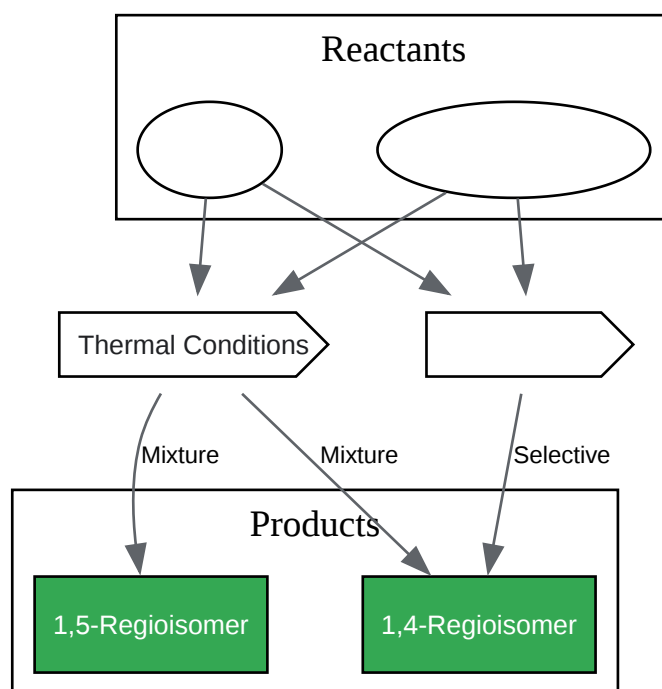 Reactants
Thermal Conditions
Mixture
Mixture
Selective
Products
1,5-Regioisomer
1,4-Regioisomer